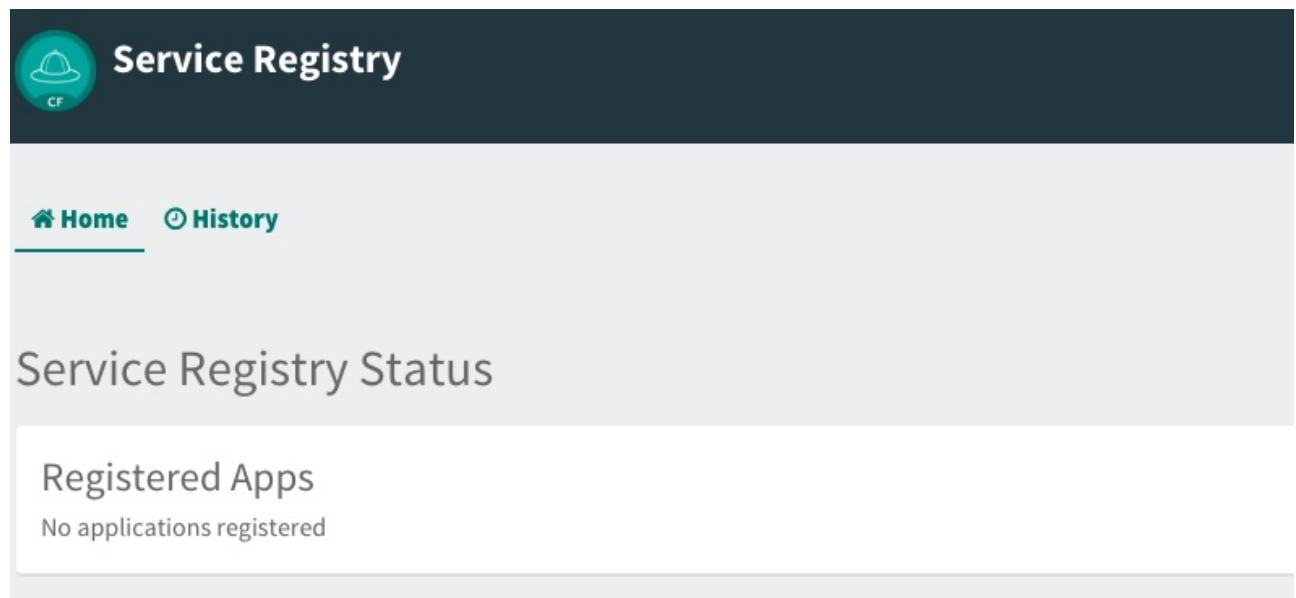 Service Registry
CF
Home History
Service Registry Status
Registered Apps
No applications registered